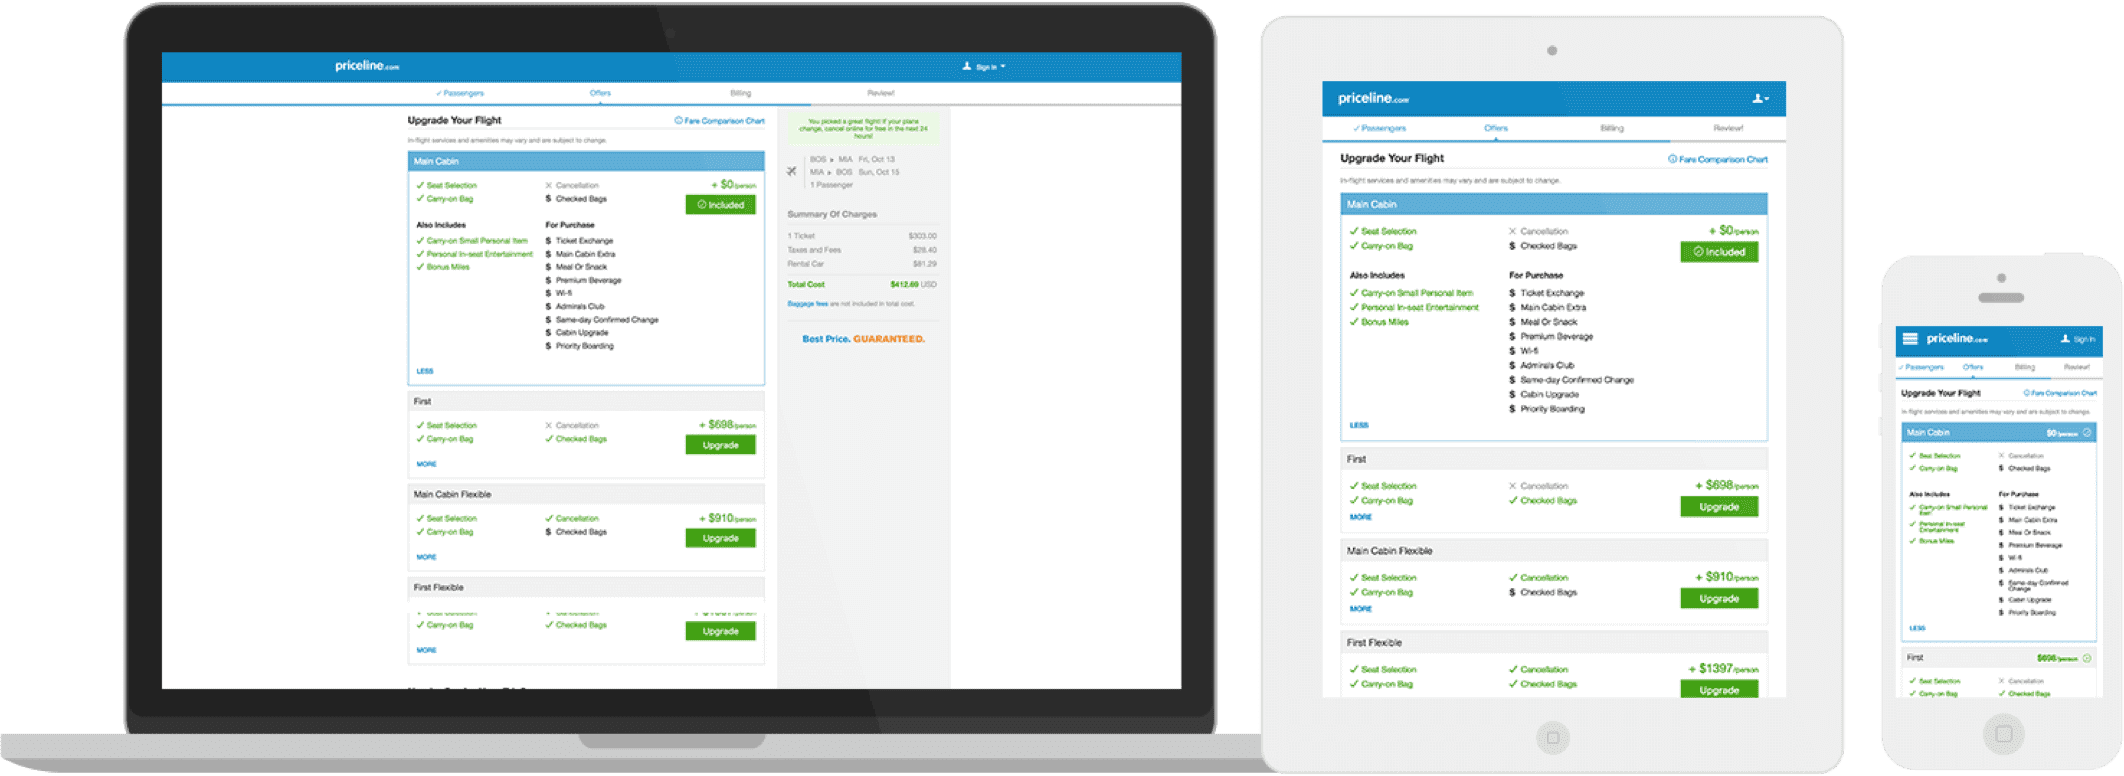 priceline.com
Sign In
✓ Passengers
Offers
Billing
Review!
Upgrade Your Flight
Fare Comparison Chart
In-flight services and amenities may vary and are subject to change.
Main Cabin
✓ Seat Selection
✓ Carry-on Bag
× Cancellation
$ Checked Bags
+ $0/person
Included
Also Includes
✓ Carry-on Small Personal Item
✓ Personal In-seat Entertainment
✓ Bonus Miles
For Purchase
$ Ticket Exchange
$ Main Cabin Extra
$ Meal Or Snack
$ Premium Beverage
$ Wi-fi
$ Admirals Club
$ Same-day Confirmed Change
$ Cabin Upgrade
$ Priority Boarding
LESS
First
✓ Seat Selection
✓ Carry-on Bag
× Cancellation
✓ Checked Bags
+ $698/person
Upgrade
MORE
Main Cabin Flexible
✓ Seat Selection
✓ Carry-on Bag
✓ Cancellation
$ Checked Bags
+ $910/person
Upgrade
MORE
First Flexible
✓ Carry-on Bag
✓ Checked Bags
Upgrade
MORE
You picked a great flight! If your plans
change, cancel online for free in the next 24
hours!
BOS ▸ MIA Fri, Oct 13
MIA ▸ BOS Sun, Oct 15
1 Passenger
Summary Of Charges
1 Ticket $303.00
Taxes and Fees $28.40
Rental Car $81.29
Total Cost $412.69 USD
Baggage fees are not included in total cost.
Best Price. GUARANTEED.
priceline.com
✓ Passengers
Offers
Billing
Review!
Upgrade Your Flight
Fare Comparison Chart
In-flight services and amenities may vary and are subject to change.
Main Cabin
✓ Seat Selection
✓ Carry-on Bag
× Cancellation
$ Checked Bags
+ $0/person
Included
Also Includes
✓ Carry-on Small Personal Item
✓ Personal In-seat Entertainment
✓ Bonus Miles
For Purchase
$ Ticket Exchange
$ Main Cabin Extra
$ Meal Or Snack
$ Premium Beverage
$ Wi-fi
$ Admirals Club
$ Same-day Confirmed Change
$ Cabin Upgrade
$ Priority Boarding
LESS
First
✓ Seat Selection
✓ Carry-on Bag
× Cancellation
✓ Checked Bags
+ $698/person
Upgrade
MORE
Main Cabin Flexible
✓ Seat Selection
✓ Carry-on Bag
✓ Cancellation
$ Checked Bags
+ $910/person
Upgrade
MORE
First Flexible
✓ Seat Selection
✓ Carry-on Bag
✓ Cancellation
✓ Checked Bags
+ $1397/person
Upgrade
priceline.com
Sign In
✓ Passengers
Offers
Billing
Review!
Upgrade Your Flight
Fare Comparison Chart
In-flight services and amenities may vary and are subject to change.
Main Cabin
$0/person
✓ Seat Selection
✓ Carry-on Bag
× Cancellation
$ Checked Bags
Also Includes
✓ Carry-on Small Personal
Item
✓ Personal In-seat
Entertainment
✓ Bonus Miles
For Purchase
$ Ticket Exchange
$ Main Cabin Extra
$ Meal Or Snack
$ Premium Beverage
$ Wi-fi
$ Admirals Club
$ Same-day Confirmed
Change
$ Cabin Upgrade
$ Priority Boarding
LESS
First
$698/person
✓ Seat Selection
✓ Carry-on Bag
× Cancellation
✓ Checked Bags